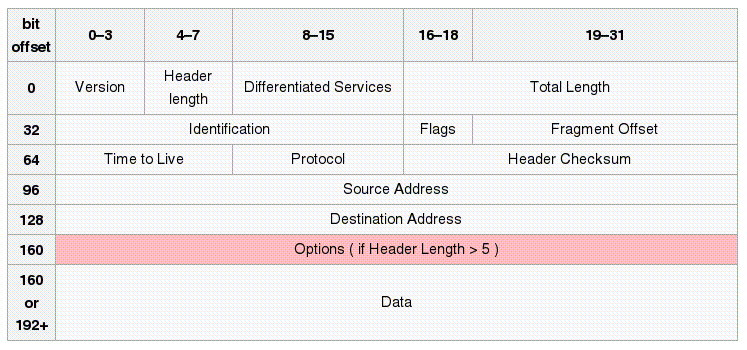 bit offset 0–3 4–7 8–15 16–18 19–31
0 Version Header length Differentiated Services Total Length
32 Identification Flags Fragment Offset
64 Time to Live Protocol Header Checksum
96 Source Address
128 Destination Address
160 Options ( if Header Length > 5 )
160 or 192+ Data